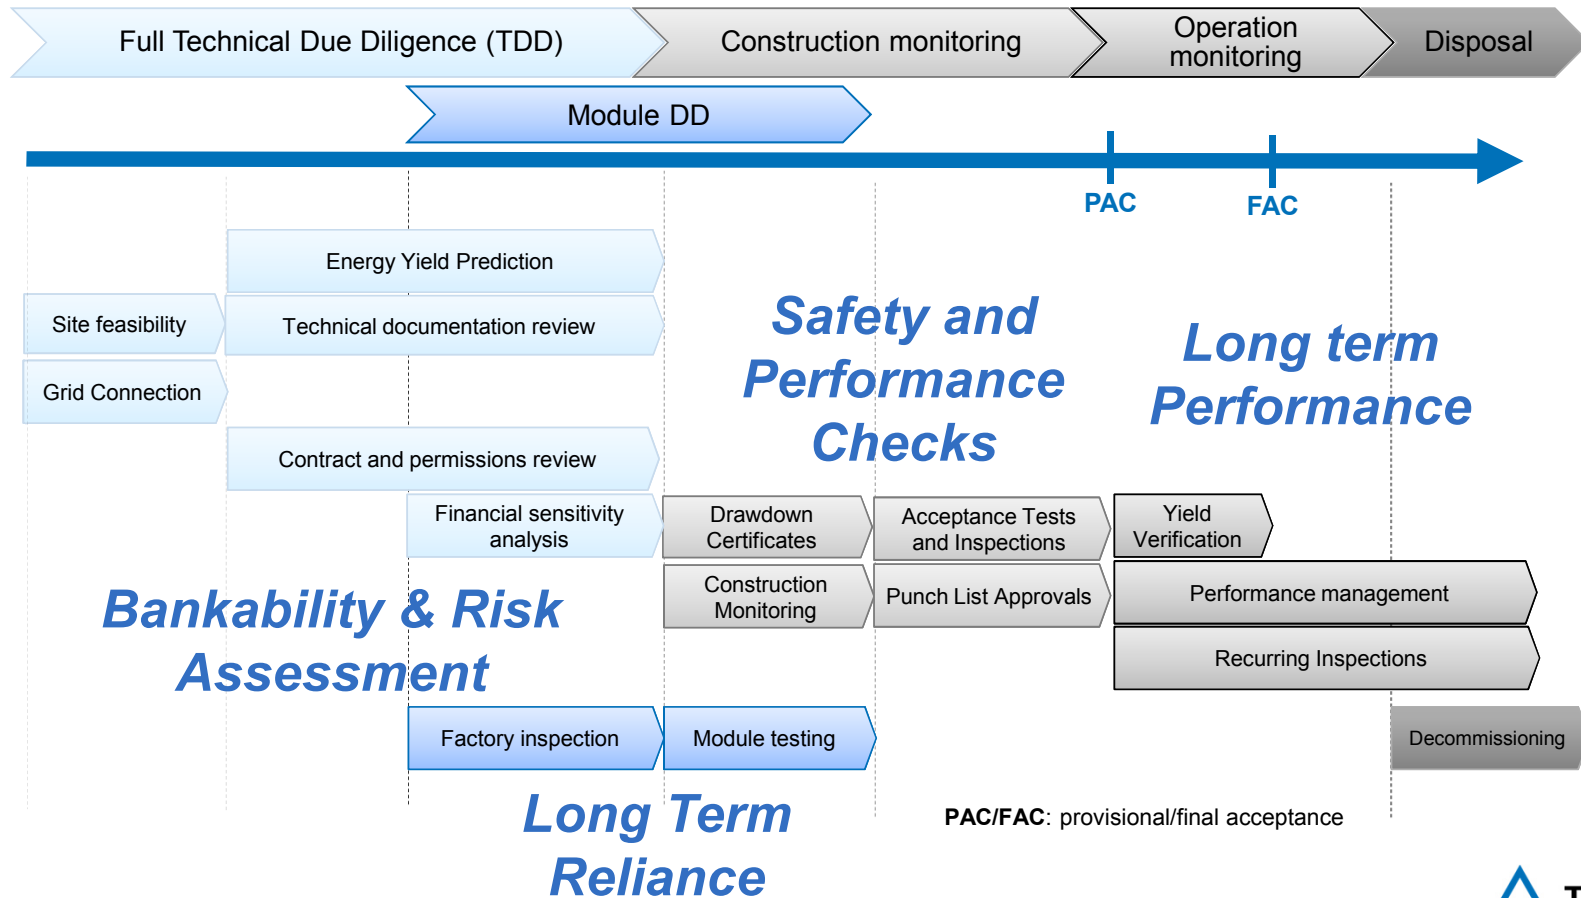 Full Technical Due Diligence (TDD)
Construction monitoring
Operation
monitoring
Disposal
Module DD
PAC
FAC
Energy Yield Prediction
Site feasibility
Technical documentation review
Grid Connection
Safety and
Performance
Checks
Long term
Performance
Contract and permissions review
Financial sensitivity
analysis
Drawdown
Certificates
Acceptance Tests
and Inspections
Yield
Verification
Construction
Monitoring
Punch List Approvals
Performance management
Bankability & Risk
Assessment
Recurring Inspections
Factory inspection
Module testing
Decommissioning
Long Term
Reliance
PAC/FAC: provisional/final acceptance